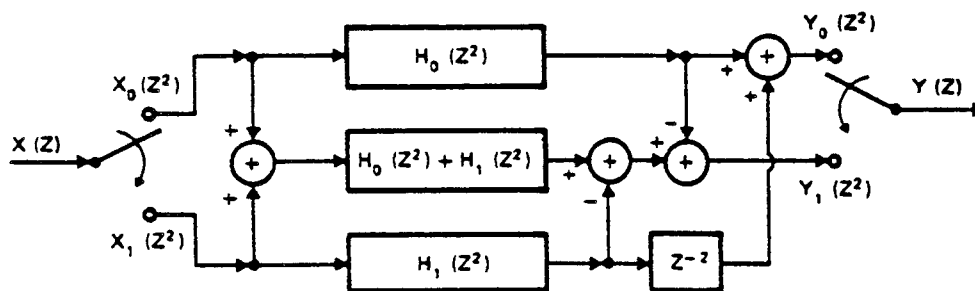 H₀ (Z²)
Y₀ (Z²)
X₀ (Z²)
Y (Z)
+
+
+
−
X (Z)
+
+
H₀ (Z²) + H₁ (Z²)
+
+
+
+
+
−
Y₁ (Z²)
X₁ (Z²)
H₁ (Z²)
Z⁻²